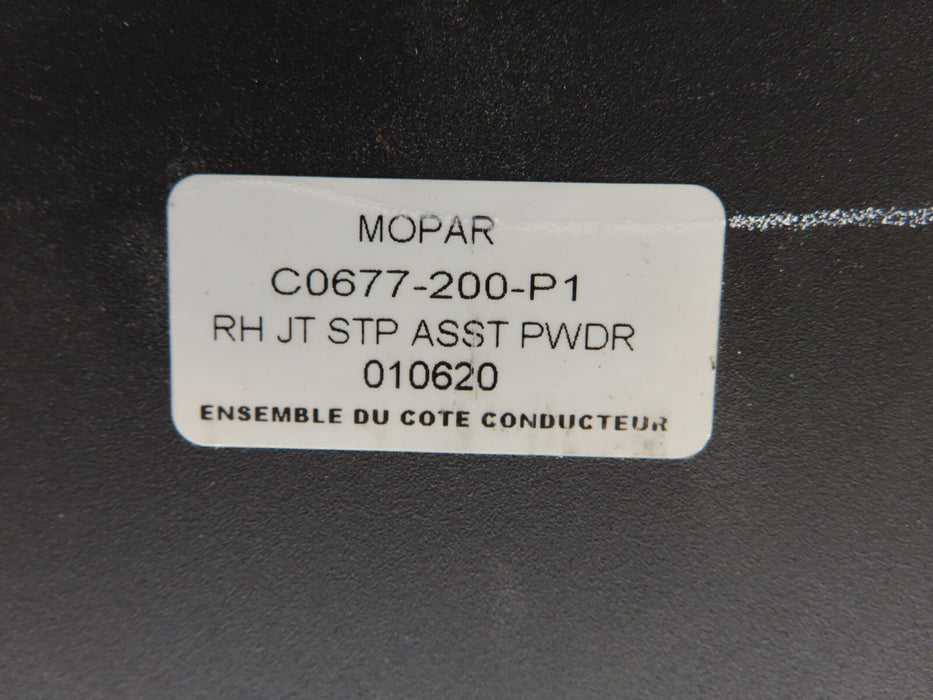 MOPAR
C0677-200-P1
RH JT STP ASST PWDR
010620
ENSEMBLE DU COTE CONDUCTEUR